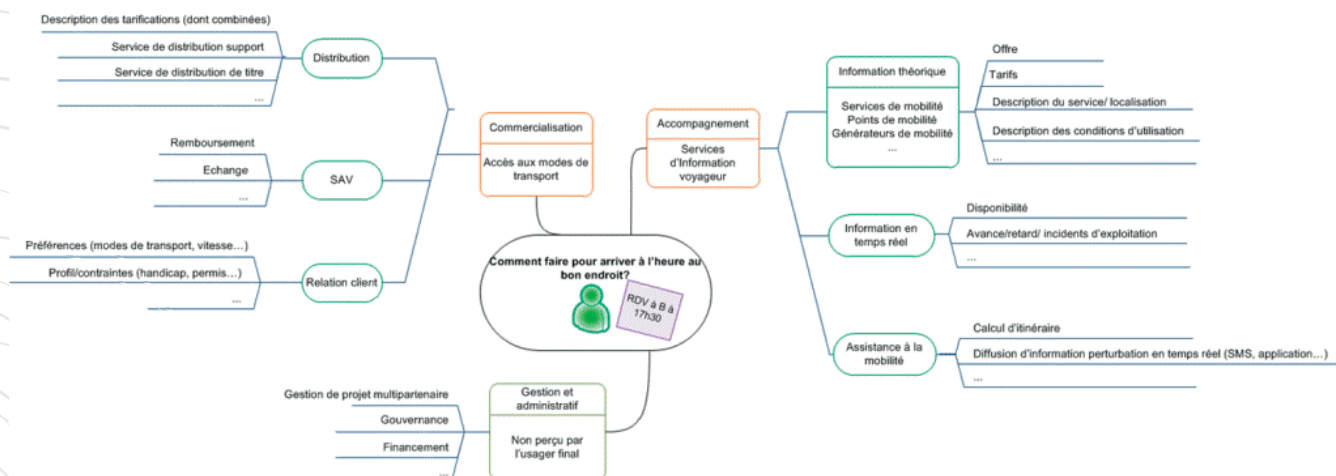 Description des tarifications (dont combinées)
Service de distribution support
Service de distribution de titre
...
Distribution
Remboursement
Echange
...
SAV
Préférences (modes de transport, vitesse...)
Profil/contraintes (handicap, permis...)
...
Relation client
Commercialisation
Accès aux modes de
transport
Accompagnement
Services
d'Information
voyageur
Information théorique
Services de mobilité
Points de mobilité
Générateurs de mobilité
...
Offre
Tarifs
Description du service/ localisation
Description des conditions d'utilisation
...
Information en
temps réel
Disponibilité
Avance/retard/ incidents d'exploitation
...
Assistance à la
mobilité
Calcul d'itinéraire
Diffusion d'information perturbation en temps réel (SMS, application...)
...
Comment faire pour arriver à l'heure au
bon endroit?
RDV à B à
17h30
Gestion de projet multipartenaire
Gouvernance
Financement
...
Gestion et
administratif
Non perçu par
l'usager final